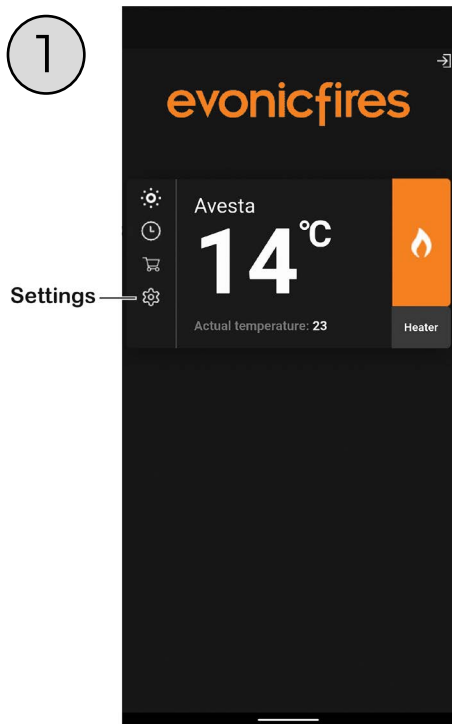 1
evonicfires
Avesta
14°C
Settings
Actual temperature: 23
Heater